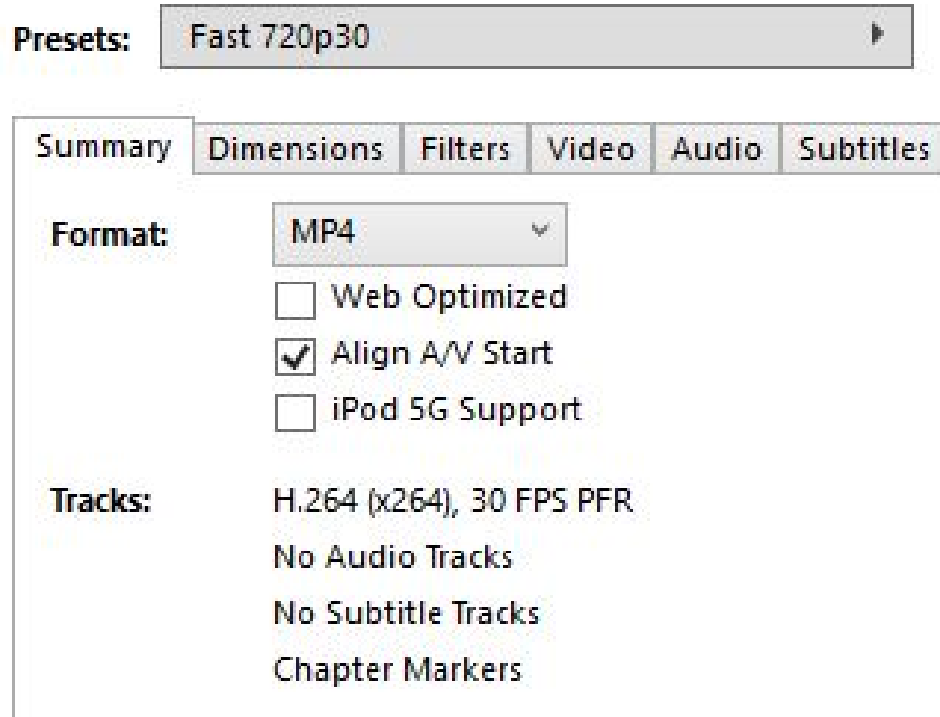 Presets: Fast 720p30
Summary Dimensions Filters Video Audio Subtitles
Format: MP4
Web Optimized
Align A/V Start
iPod 5G Support
Tracks: H.264 (x264), 30 FPS PFR
No Audio Tracks
No Subtitle Tracks
Chapter Markers